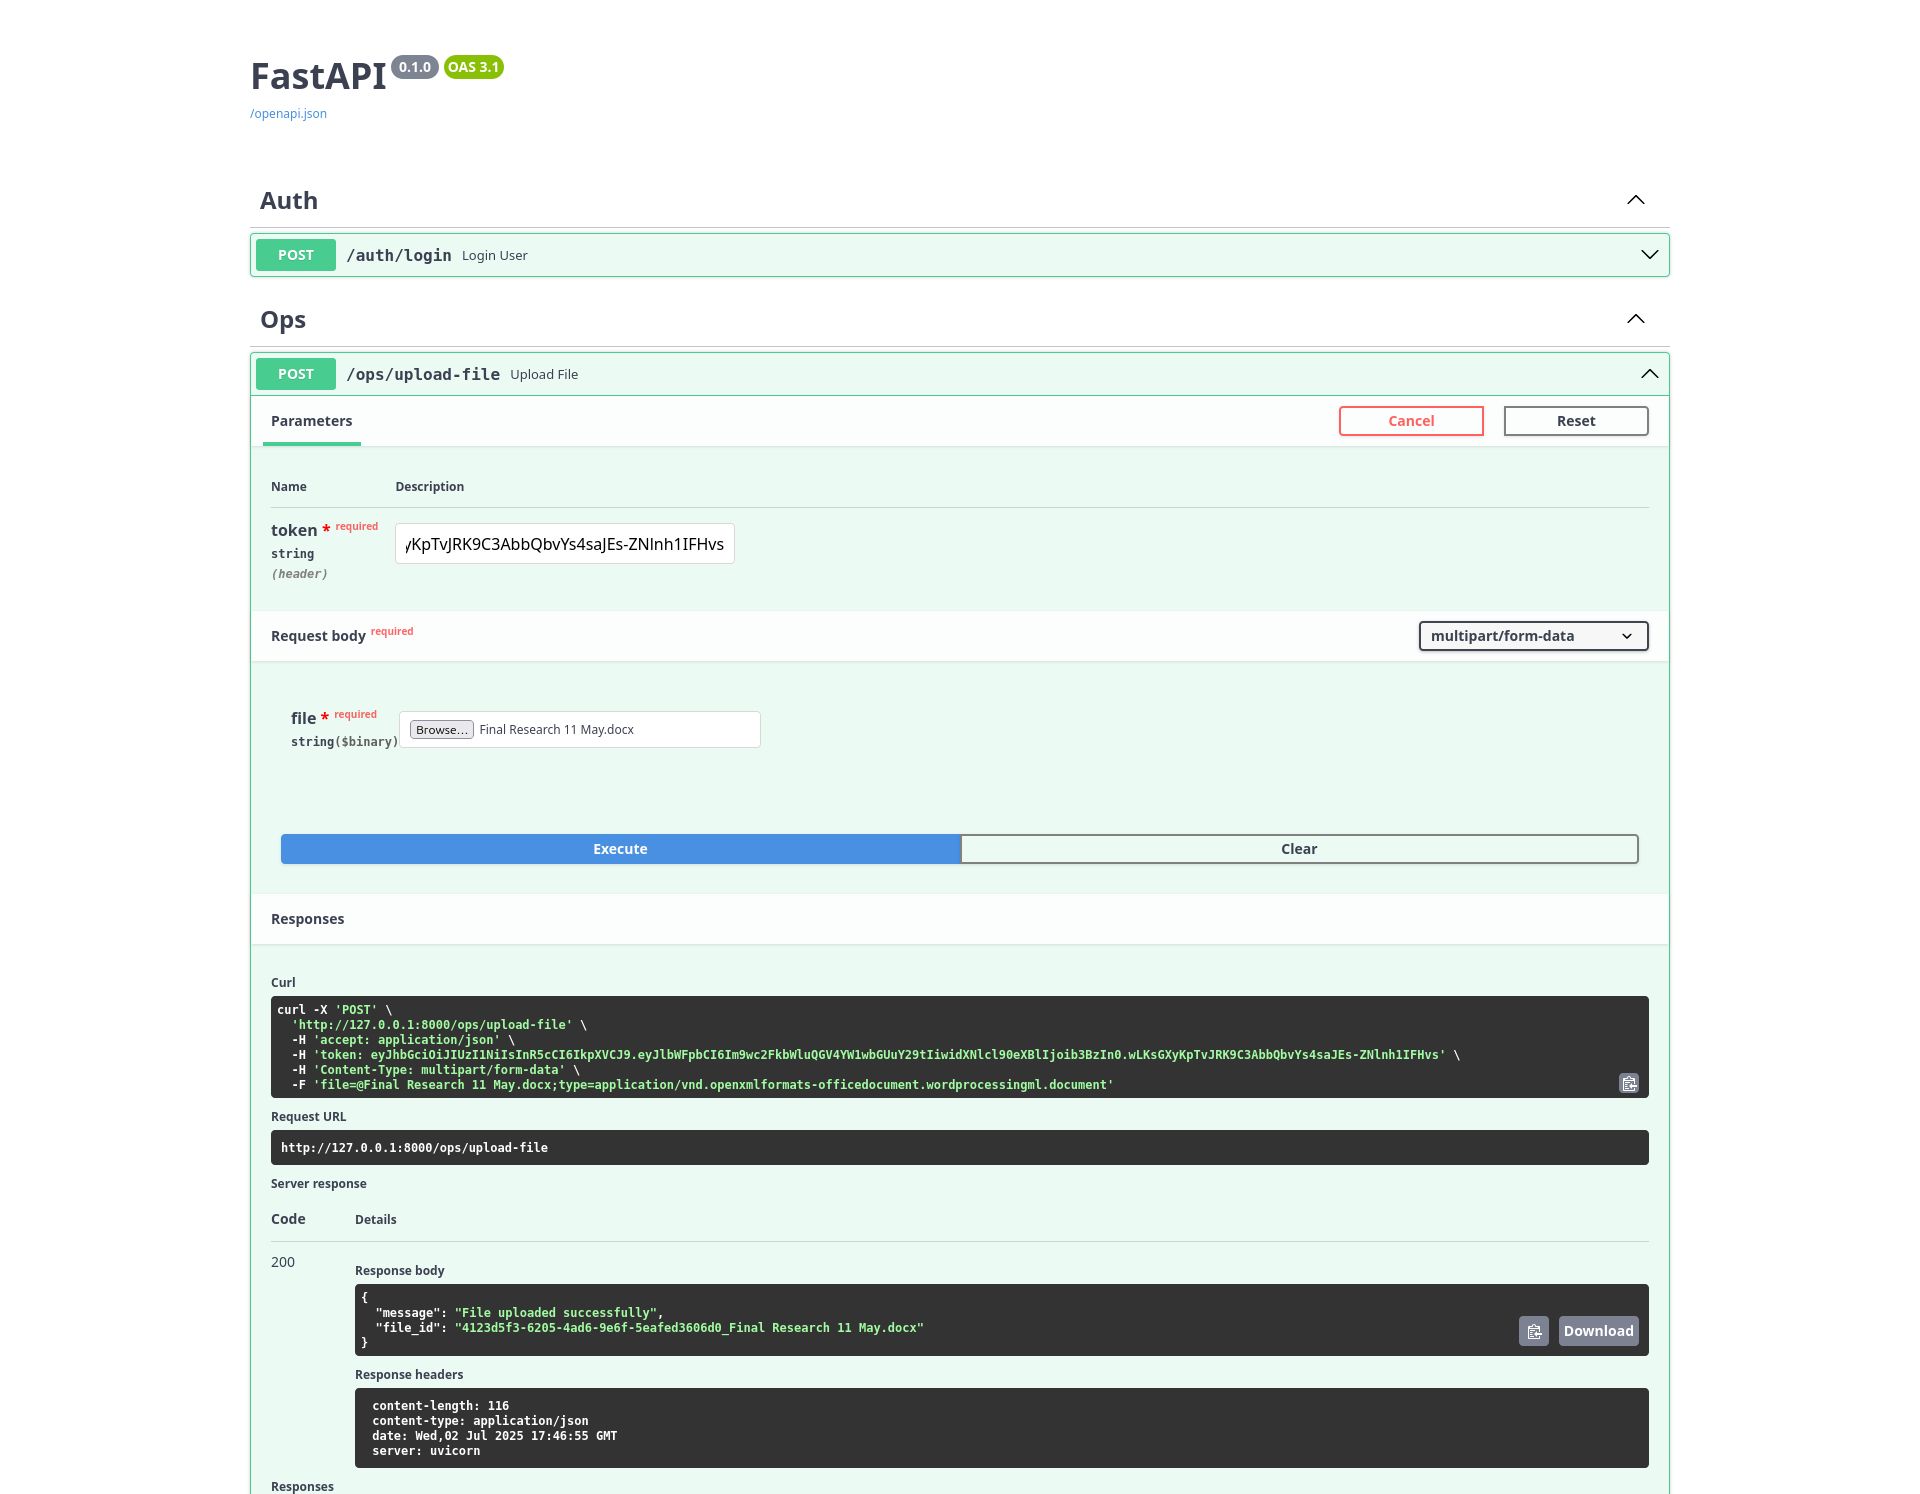 FastAPI 0.1.0 OAS 3.1
/openapi.json
Auth
POST /auth/login Login User
Ops
POST /ops/upload-file Upload File
Parameters Cancel Reset
Name Description
token * required
string
(header)
yKpTvJRK9C3AbbQbvYs4saJEs-ZNlnh1IFHvs
Request body required multipart/form-data
file * required
string($binary)
Browse... Final Research 11 May.docx
Execute Clear
Responses
Curl
curl -X 'POST' \
'http://127.0.0.1:8000/ops/upload-file' \
-H 'accept: application/json' \
-H 'token: eyJhbGciOiJIUzI1NiIsInR5cCI6IkpXVCJ9.eyJlbWFpbCI6Im9wc2FkbWluQGV4YW1wbGUuY29tIiwidXNlcl90eXBlIjoib3BzIn0.wLKsGXyKpTvJRK9C3AbbQbvYs4saJEs-ZNlnh1IFHvs' \
-H 'Content-Type: multipart/form-data' \
-F 'file=@Final Research 11 May.docx;type=application/vnd.openxmlformats-officedocument.wordprocessingml.document'
Request URL
http://127.0.0.1:8000/ops/upload-file
Server response
Code Details
200
Response body
{
"message": "File uploaded successfully",
"file_id": "4123d5f3-6205-4ad6-9e6f-5eafed3606d0_Final Research 11 May.docx"
}
Download
Response headers
content-length: 116
content-type: application/json
date: Wed,02 Jul 2025 17:46:55 GMT
server: uvicorn
Responses